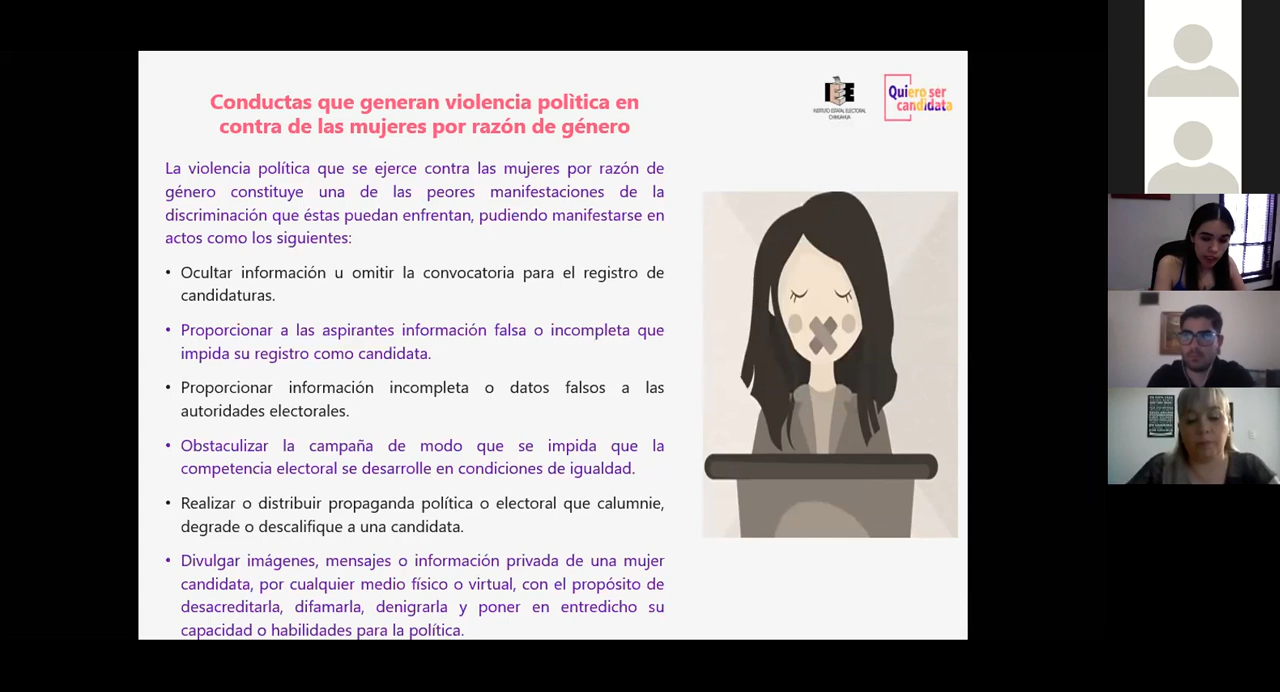 Conductas que generan violencia polìtica en
contra de las mujeres por razón de género
La violencia política que se ejerce contra las mujeres por razón de
género constituye una de las peores manifestaciones de la
discriminación que éstas puedan enfrentan, pudiendo manifestarse en
actos como los siguientes:
• Ocultar información u omitir la convocatoria para el registro de
candidaturas.
• Proporcionar a las aspirantes información falsa o incompleta que
impida su registro como candidata.
• Proporcionar información incompleta o datos falsos a las
autoridades electorales.
• Obstaculizar la campaña de modo que se impida que la
competencia electoral se desarrolle en condiciones de igualdad.
• Realizar o distribuir propaganda política o electoral que calumnie,
degrade o descalifique a una candidata.
• Divulgar imágenes, mensajes o información privada de una mujer
candidata, por cualquier medio físico o virtual, con el propósito de
desacreditarla, difamarla, denigrarla y poner en entredicho su
capacidad o habilidades para la política.
IEE
INSTITUTO ESTATAL ELECTORAL
CHIHUAHUA
Quiero ser
candidata